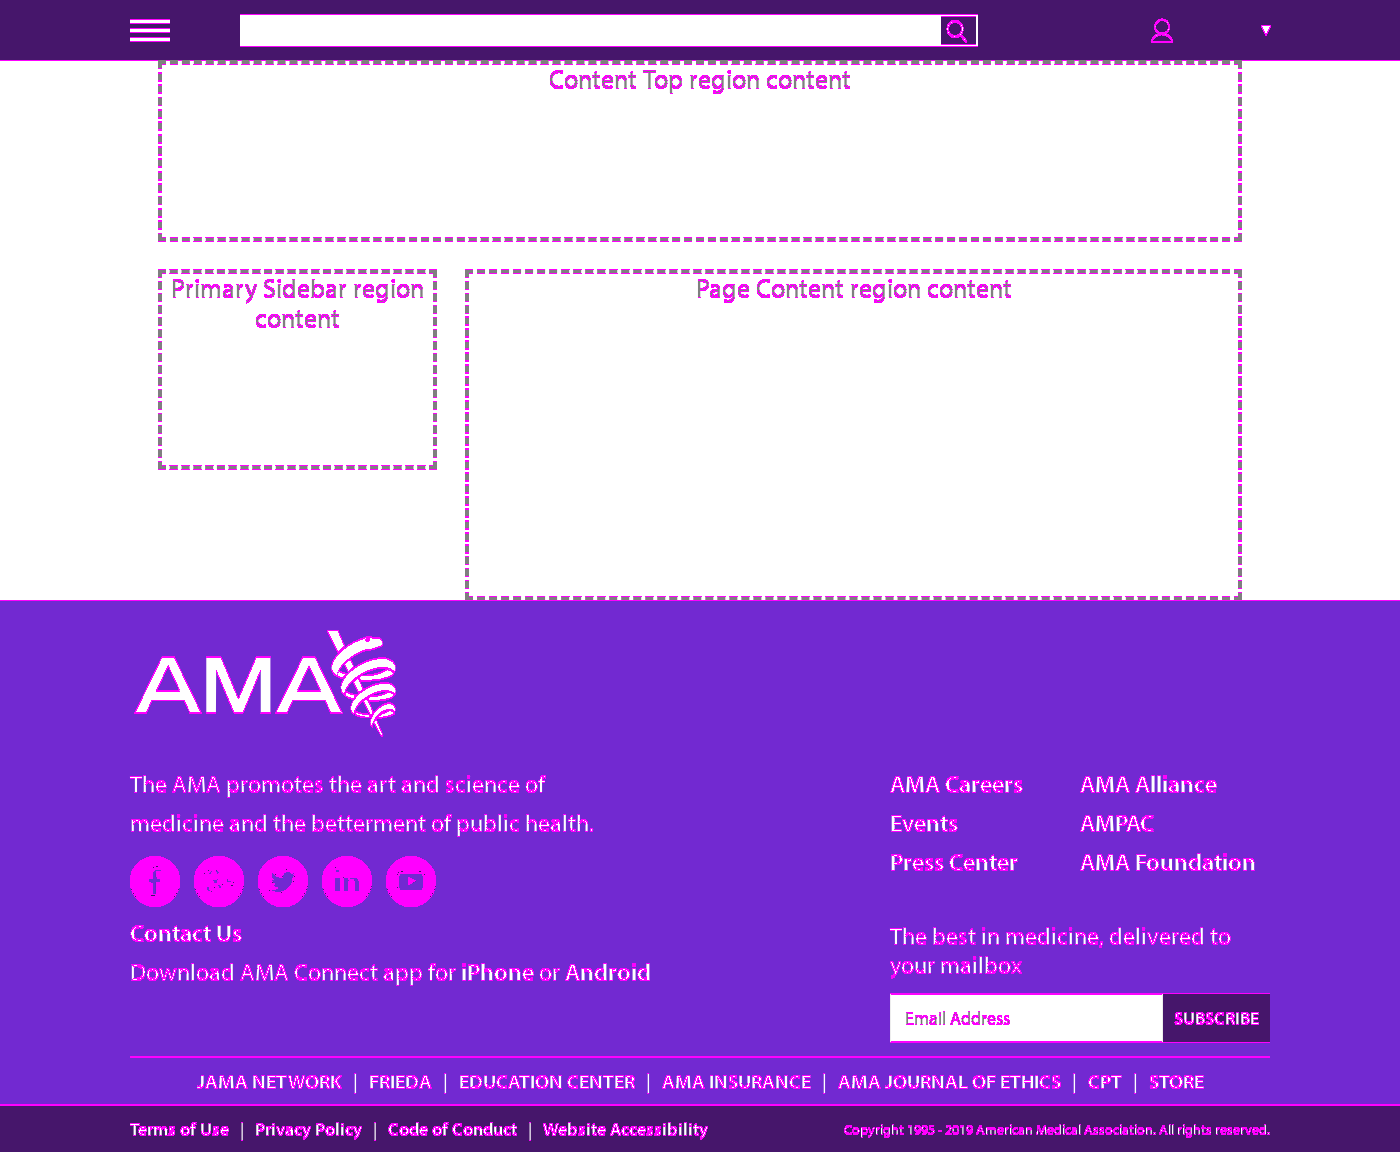 Content Top region content
Primary Sidebar region
content
Page Content region content
AMA
The AMA promotes the art and science of
medicine and the betterment of public health.
Contact Us
Download AMA Connect app for iPhone or Android
AMA Careers
Events
Press Center
AMA Alliance
AMPAC
AMA Foundation
The best in medicine, delivered to
your mailbox
Email Address
SUBSCRIBE
JAMA NETWORK | FRIEDA | EDUCATION CENTER | AMA INSURANCE | AMA JOURNAL OF ETHICS | CPT | STORE
Terms of Use | Privacy Policy | Code of Conduct | Website Accessibility
Copyright 1995 - 2019 American Medical Association. All rights reserved.